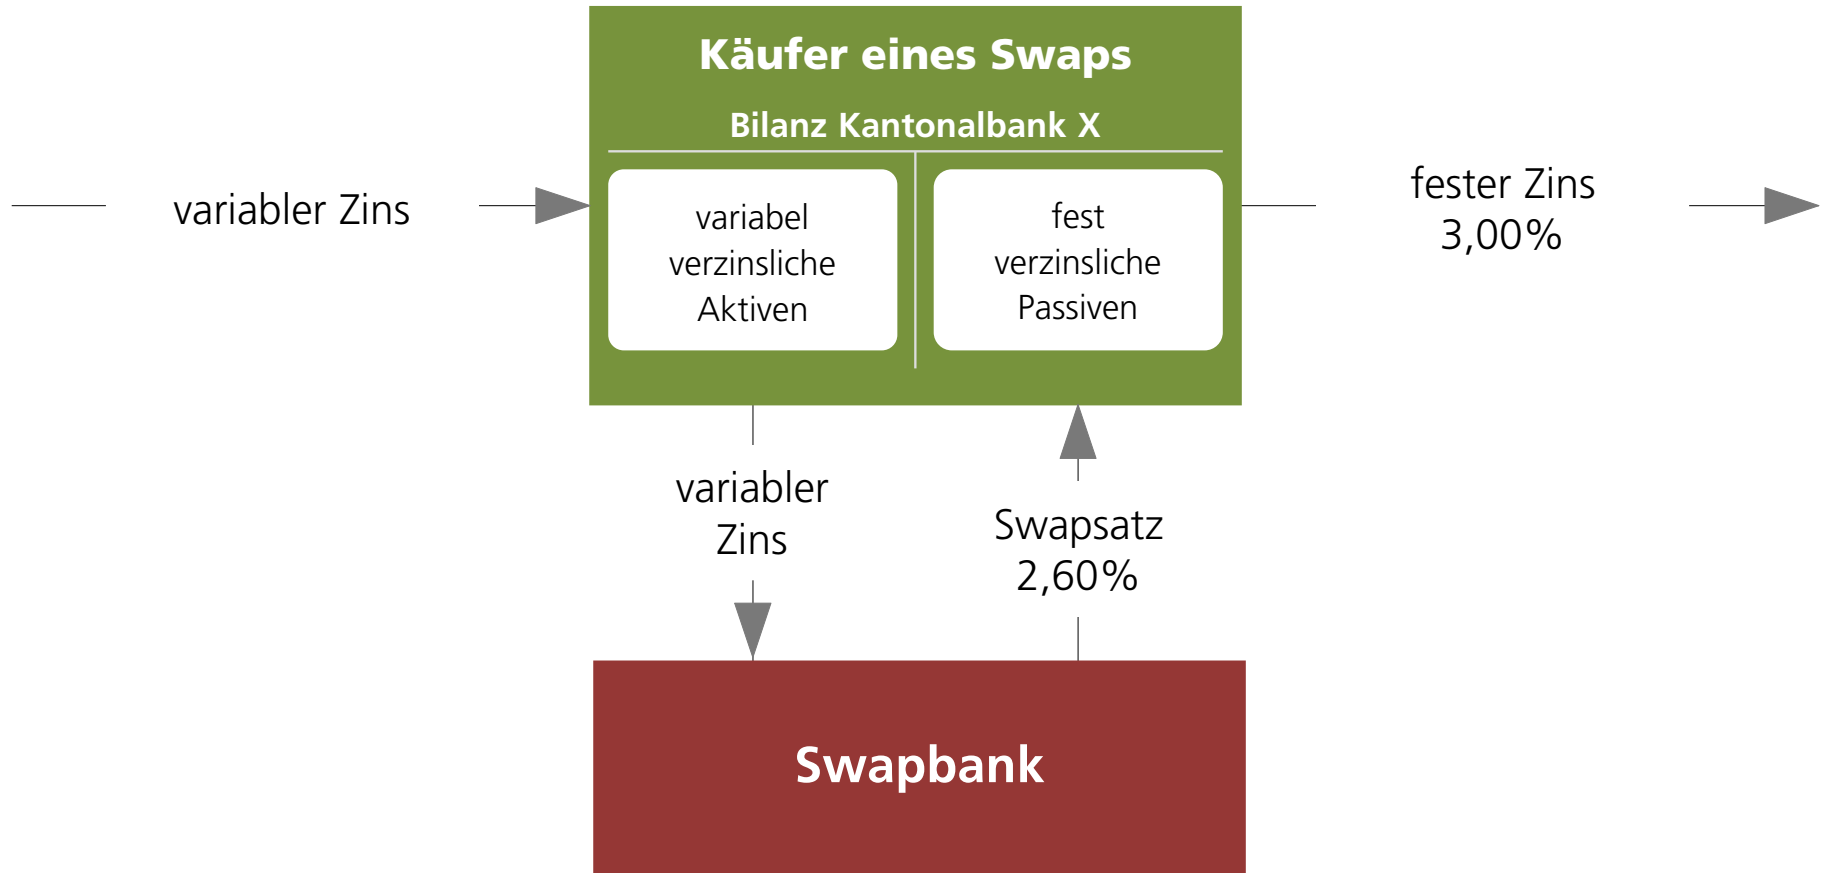 Käufer eines Swaps
Bilanz Kantonalbank X
variabler Zins
variabel
verzinsliche
Aktiven
fest
verzinsliche
Passiven
fester Zins
3,00%
variabler
Zins
Swapsatz
2,60%
Swapbank